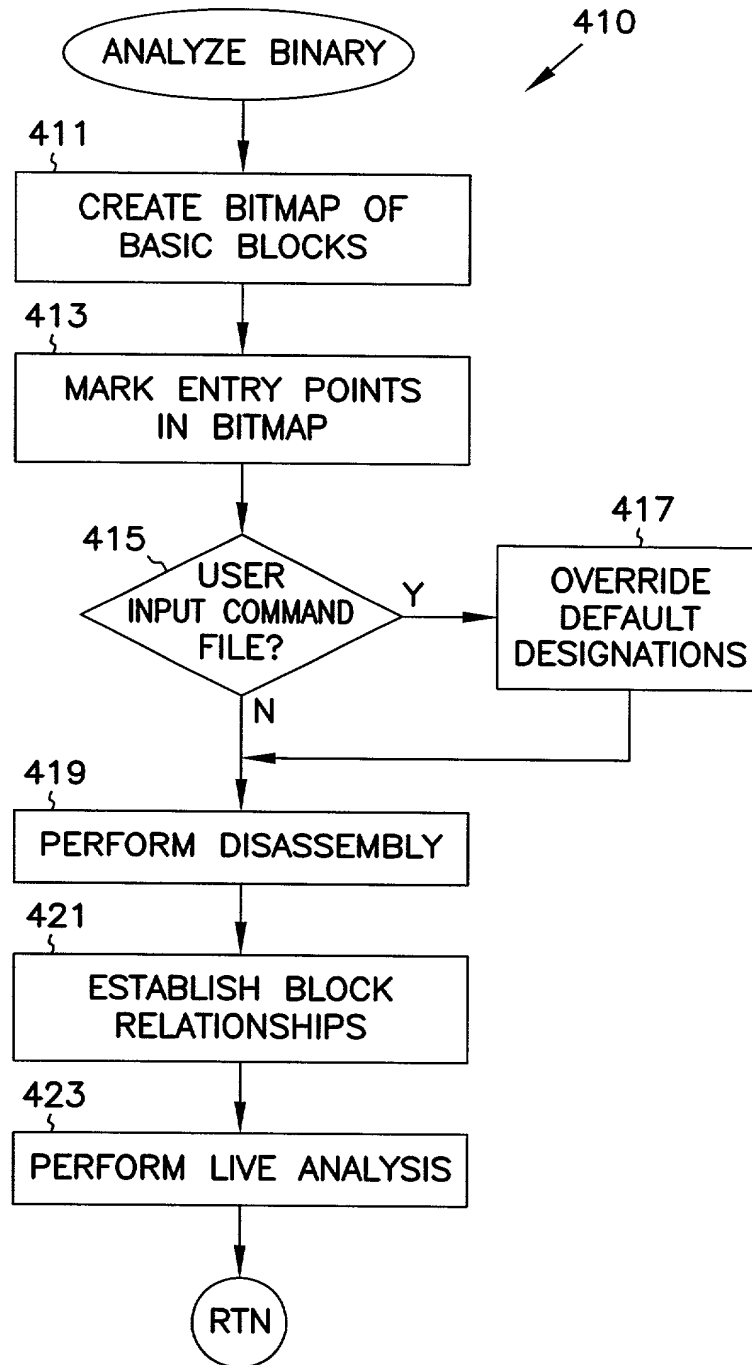 410
ANALYZE BINARY
411
CREATE BITMAP OF
BASIC BLOCKS
413
MARK ENTRY POINTS
IN BITMAP
415
USER
INPUT COMMAND
FILE?
Y
N
417
OVERRIDE
DEFAULT
DESIGNATIONS
419
PERFORM DISASSEMBLY
421
ESTABLISH BLOCK
RELATIONSHIPS
423
PERFORM LIVE ANALYSIS
RTN